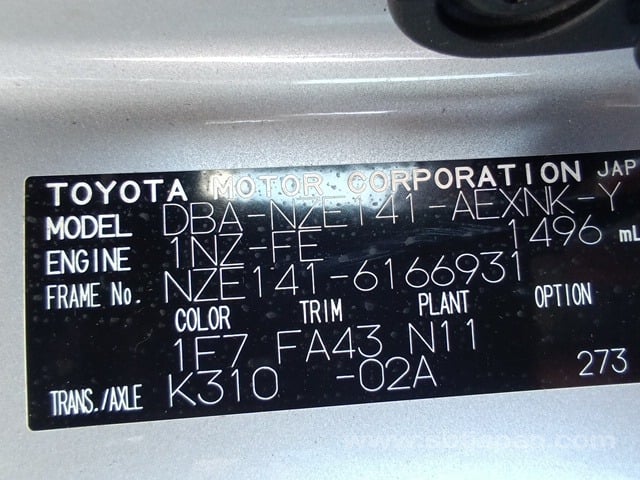 TOYOTA MOTOR CORPORATION JAP
MODEL DBA-NZE141-AEXNK-Y
ENGINE 1NZ-FE 1496 mL
FRAME No. NZE141-6166931
COLOR TRIM PLANT OPTION
1E7 FA43 N11
TRANS./AXLE K310 -02A 273